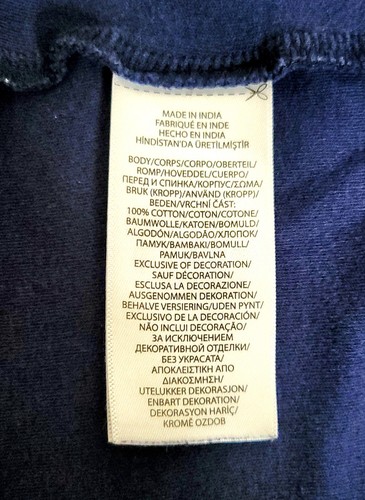 MADE IN INDIA
FABRIQUÉ EN INDE
HECHO EN INDIA
HİNDİSTAN'DA ÜRETİLMİŞTİR
BODY/CORPS/CORPO/OBERTEIL/
ROMP/HOVEDDEL/CUERPO/
ПЕРЕД И СПИНКА/КОРПУС/ΣΩΜΑ/
BRUK (KROPP)/ANVÄND (KROPP)/
BEDEN/VRCHNÍ ČÁST:
100% COTTON/COTON/COTONE/
BAUMWOLLE/KATOEN/BOMULD/
ALGODÓN/ALGODÃO/ХЛОПОК/
ПАМУК/ΒΑΜΒΑΚΙ/BOMULL/
PAMUK/BAVLNA
EXCLUSIVE OF DECORATION/
SAUF DÉCORATION/
ESCLUSA LA DECORAZIONE/
AUSGENOMMEN DEKORATION/
BEHALVE VERSIERING/UDEN PYNT/
EXCLUSIVO DE LA DECORACIÓN/
NÃO INCLUI DECORAÇÃO/
ЗА ИСКЛЮЧЕНИЕМ
ДЕКОРАТИВНОЙ ОТДЕЛКИ/
БЕЗ УКРАСАТА/
ΑΠΟΚΛΕΙΣΤΙΚΗ ΑΠΟ
ΔΙΑΚΟΣΜΗΣΗ/
UTELUKKER DEKORASJON/
ENBART DEKORATION/
DEKORASYON HARİÇ/
KROMĚ OZDOB